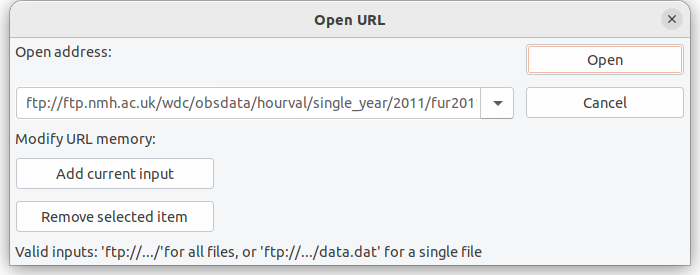 Open URL
Open address:
Open
ftp://ftp.nmh.ac.uk/wdc/obsdata/hourval/single_year/2011/fur201
Cancel
Modify URL memory:
Add current input
Remove selected item
Valid inputs: 'ftp://.../'for all files, or 'ftp://.../data.dat' for a single file